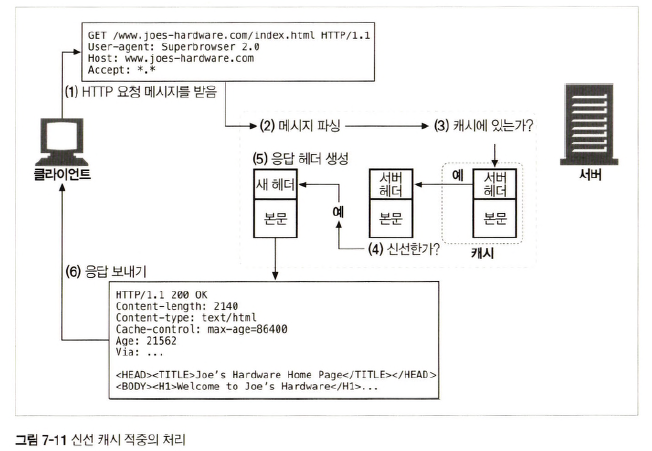 GET /www.joes-hardware.com/index.html HTTP/1.1
User-agent: Superbrowser 2.0
Host: www.joes-hardware.com
Accept: *.*
(1) HTTP 요청 메시지를 받음
(2) 메시지 파싱
(3) 캐시에 있는가?
클라이언트
서버
(5) 응답 헤더 생성
새 헤더
본문
예
서버
헤더
본문
예
서버
헤더
본문
(4) 신선한가?
캐시
(6) 응답 보내기
HTTP/1.1 200 OK
Content-length: 2140
Content-type: text/html
Cache-control: max-age=86400
Age: 21562
Via: ...
<HEAD><TITLE>Joe's Hardware Home Page</TITLE></HEAD>
<BODY><H1>Welcome to Joe's Hardware</H1>...
그림 7-11 신선 캐시 적중의 처리